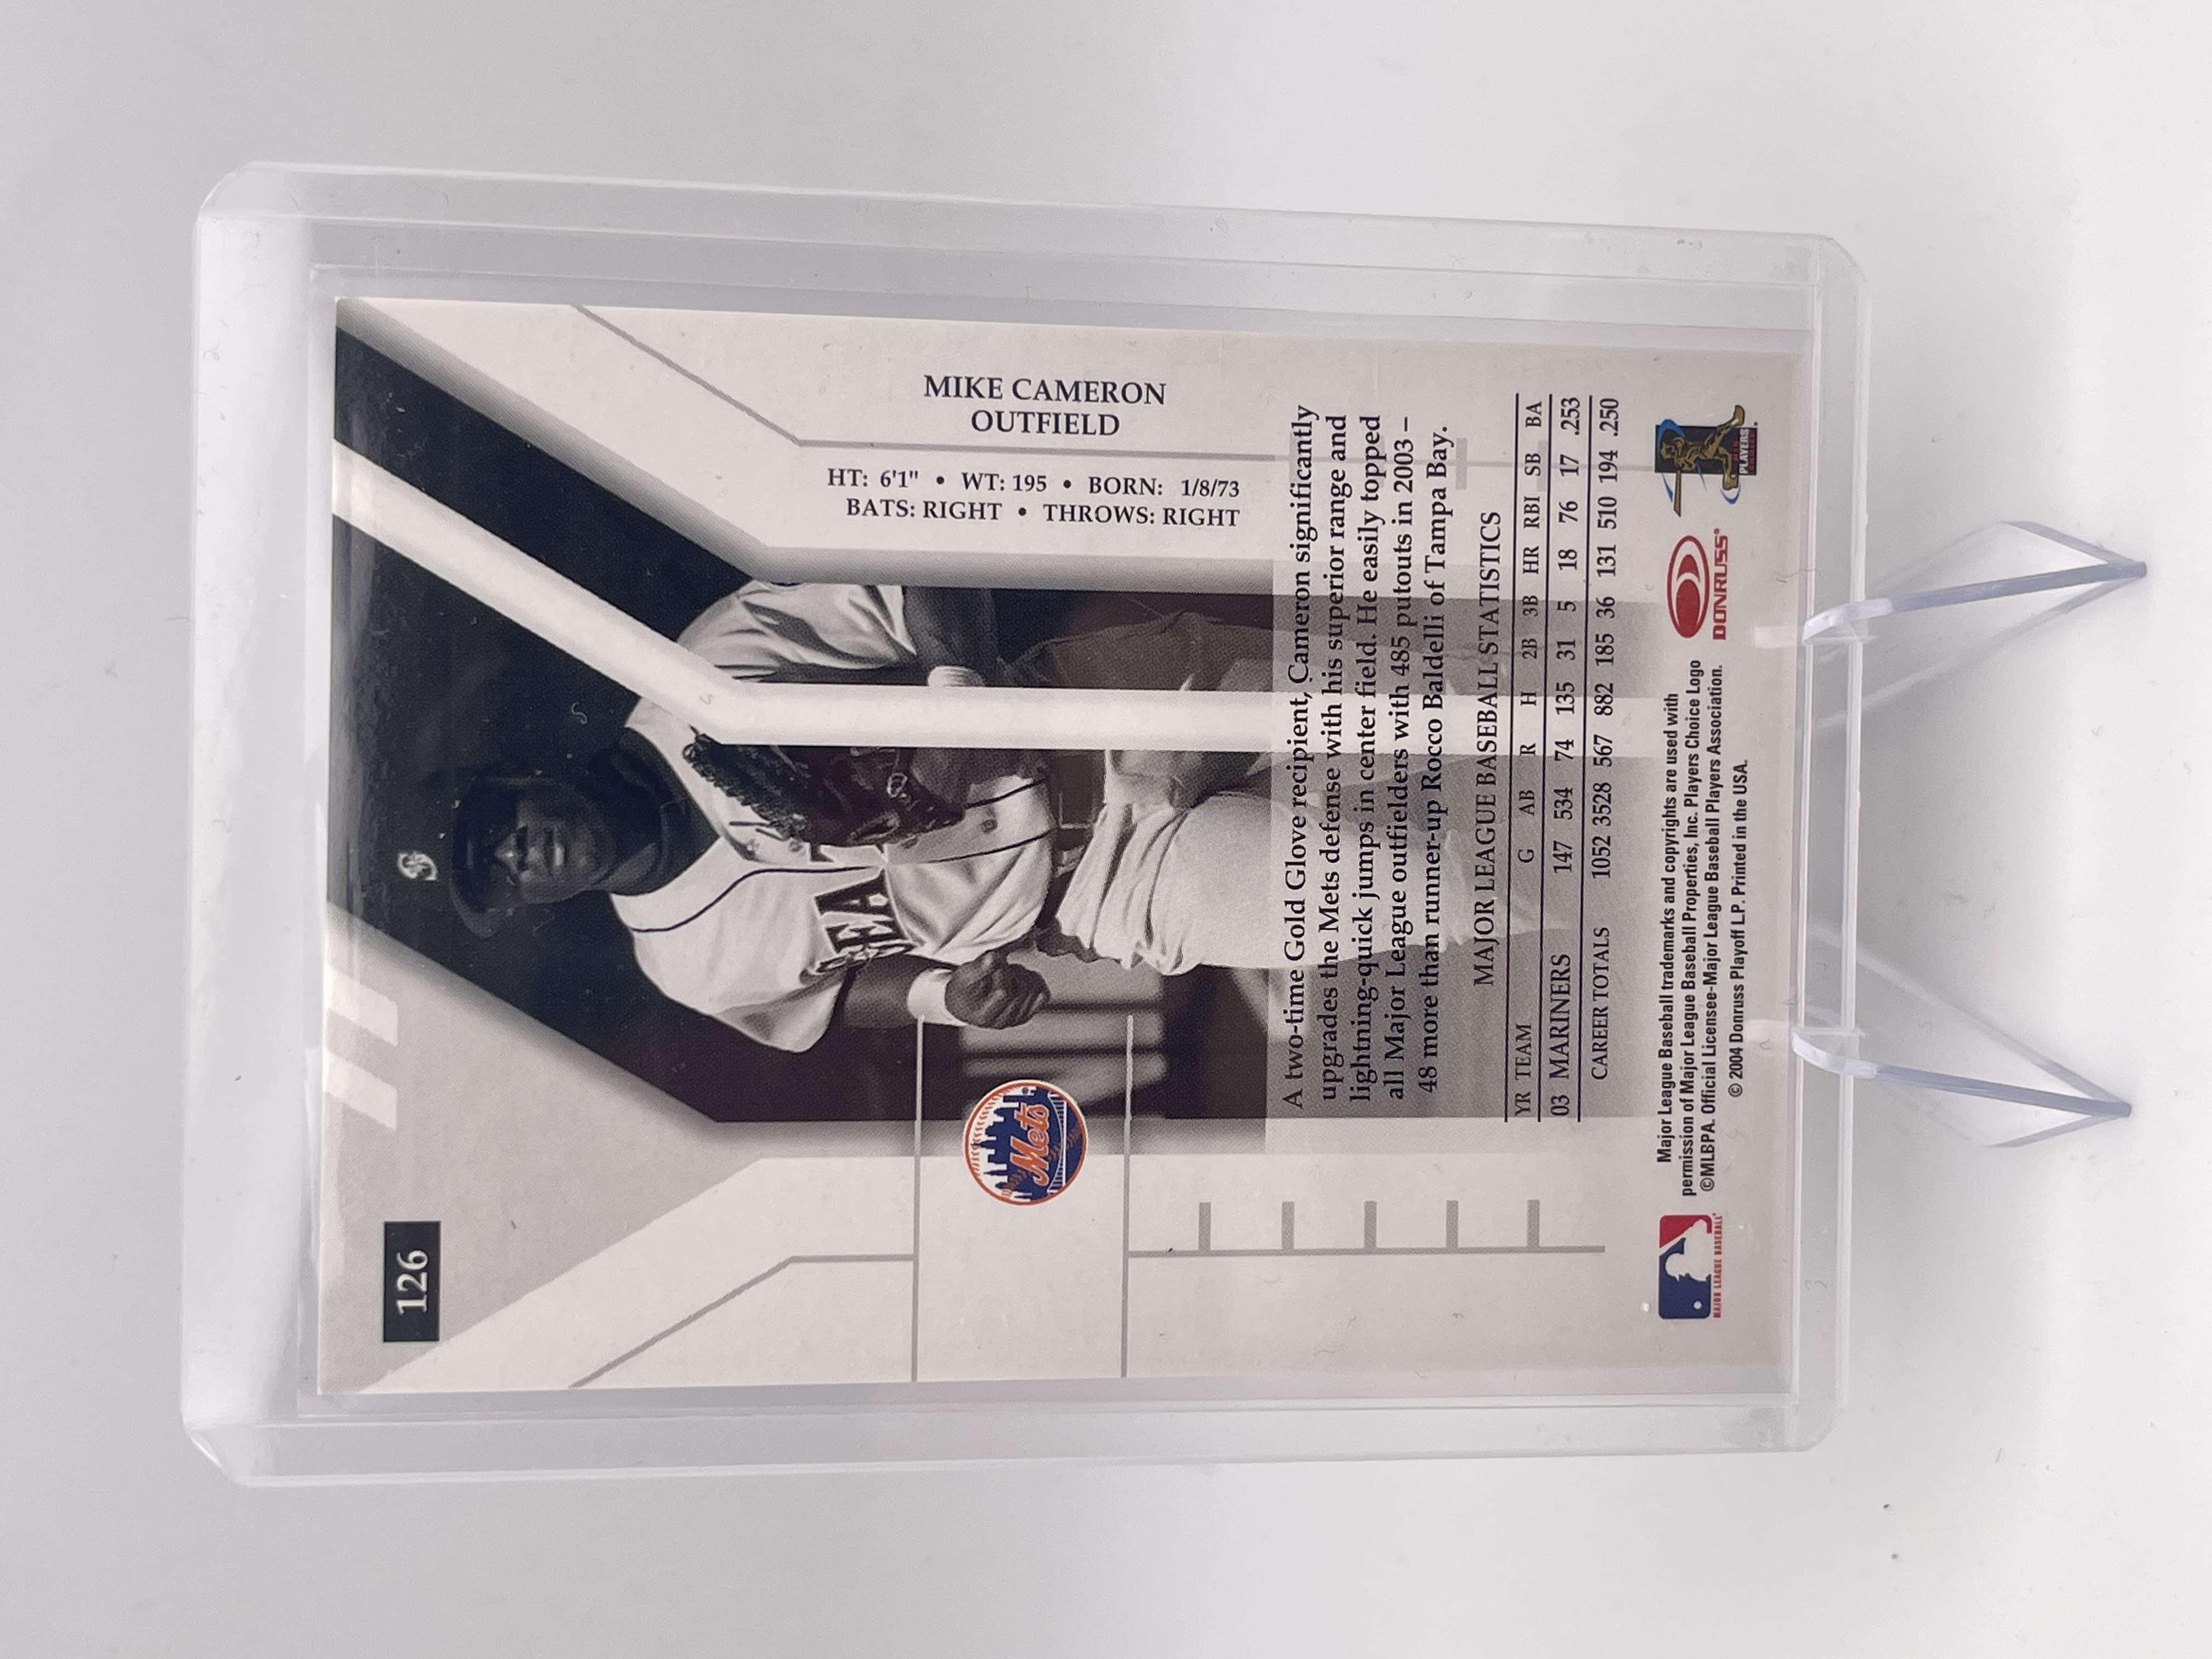 126
S
SEAT
Mets
MIKE CAMERON
OUTFIELD
HT: 6'1" • WT: 195 • BORN: 1/8/73
BATS: RIGHT • THROWS: RIGHT
A two-time Gold Glove recipient, Cameron significantly
upgrades the Mets defense with his superior range and
lightning-quick jumps in center field. He easily topped
all Major League outfielders with 485 putouts in 2003 –
48 more than runner-up Rocco Baldelli of Tampa Bay.
MAJOR LEAGUE BASEBALL STATISTICS
YR TEAM G AB R H 2B 3B HR RBI SB BA
03 MARINERS 147 534 74 135 31 5 18 76 17 .253
CAREER TOTALS 1052 3528 567 882 185 36 131 510 194 .250
MAJOR LEAGUE BASEBALL
Major League Baseball trademarks and copyrights are used with
permission of Major League Baseball Properties, Inc. Players Choice Logo
©MLBPA. Official Licensee-Major League Baseball Players Association.
© 2004 Donruss Playoff L.P. Printed in the USA.
DONRUSS®
PLAYERS